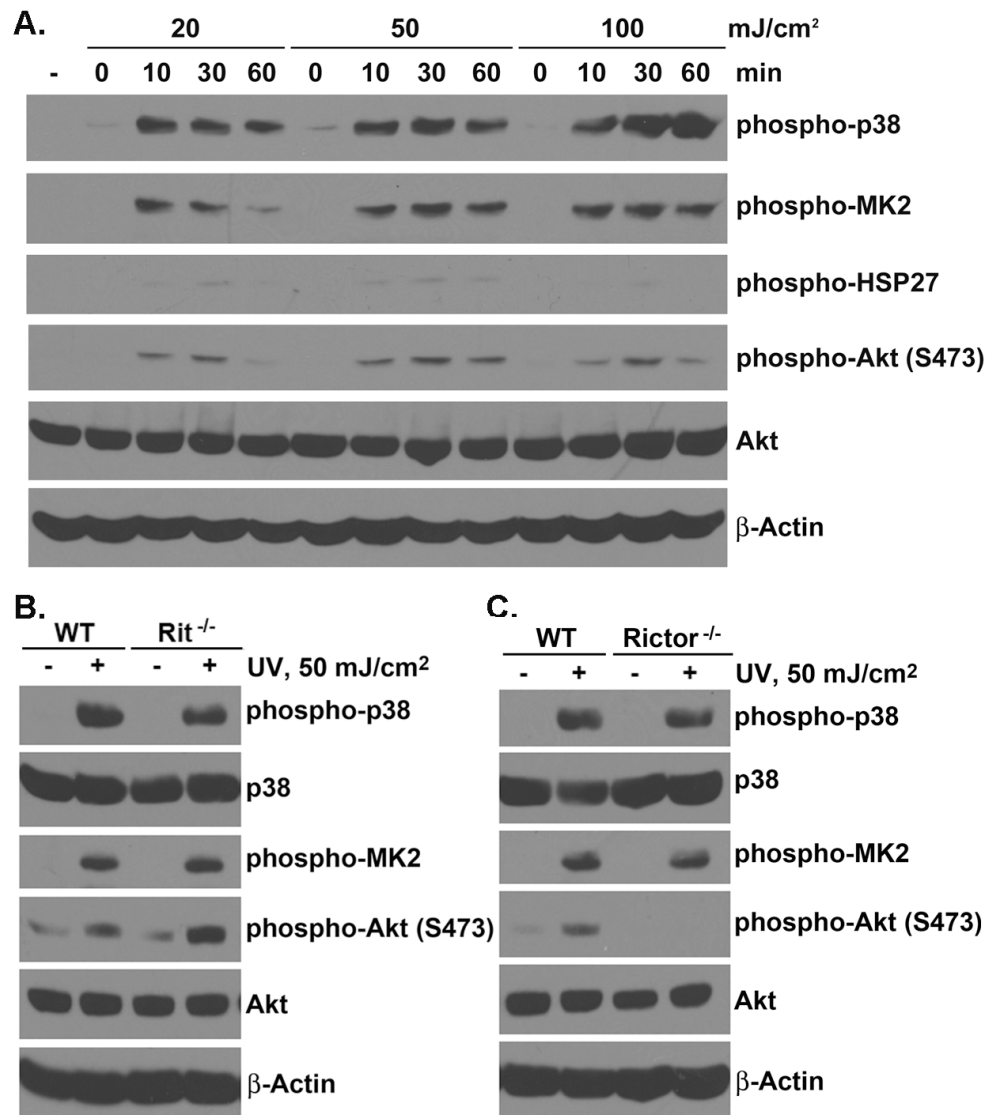 A.
20 50 100 mJ/cm²
- 0 10 30 60 0 10 30 60 0 10 30 60 min
phospho-p38
phospho-MK2
phospho-HSP27
phospho-Akt (S473)
Akt
β-Actin
B.
WT Rit -/-
- + - + UV, 50 mJ/cm²
phospho-p38
p38
phospho-MK2
phospho-Akt (S473)
Akt
β-Actin
C.
WT Rictor -/-
- + - + UV, 50 mJ/cm²
phospho-p38
p38
phospho-MK2
phospho-Akt (S473)
Akt
β-Actin